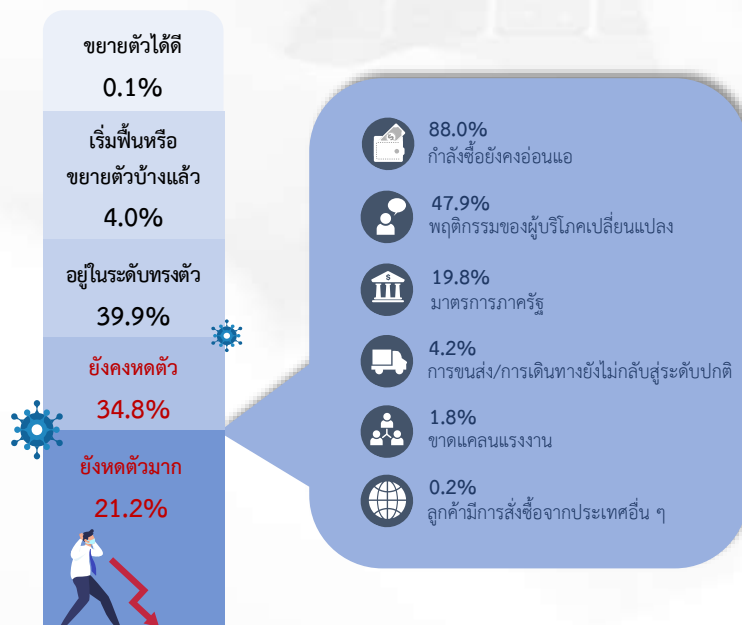 ขยายตัวได้ดี
0.1%
เริ่มฟื้นหรือ
ขยายตัวบ้างแล้ว
4.0%
อยู่ในระดับทรงตัว
39.9%
ยังคงหดตัว
34.8%
ยังหดตัวมาก
21.2%
88.0%
กำลังซื้อยังคงอ่อนแอ
47.9%
พฤติกรรมของผู้บริโภคเปลี่ยนแปลง
19.8%
มาตรการภาครัฐ
4.2%
การขนส่ง/การเดินทางยังไม่กลับสู่ระดับปกติ
1.8%
ขาดแคลนแรงงาน
0.2%
ลูกค้ามีการสั่งซื้อจากประเทศอื่น ๆ